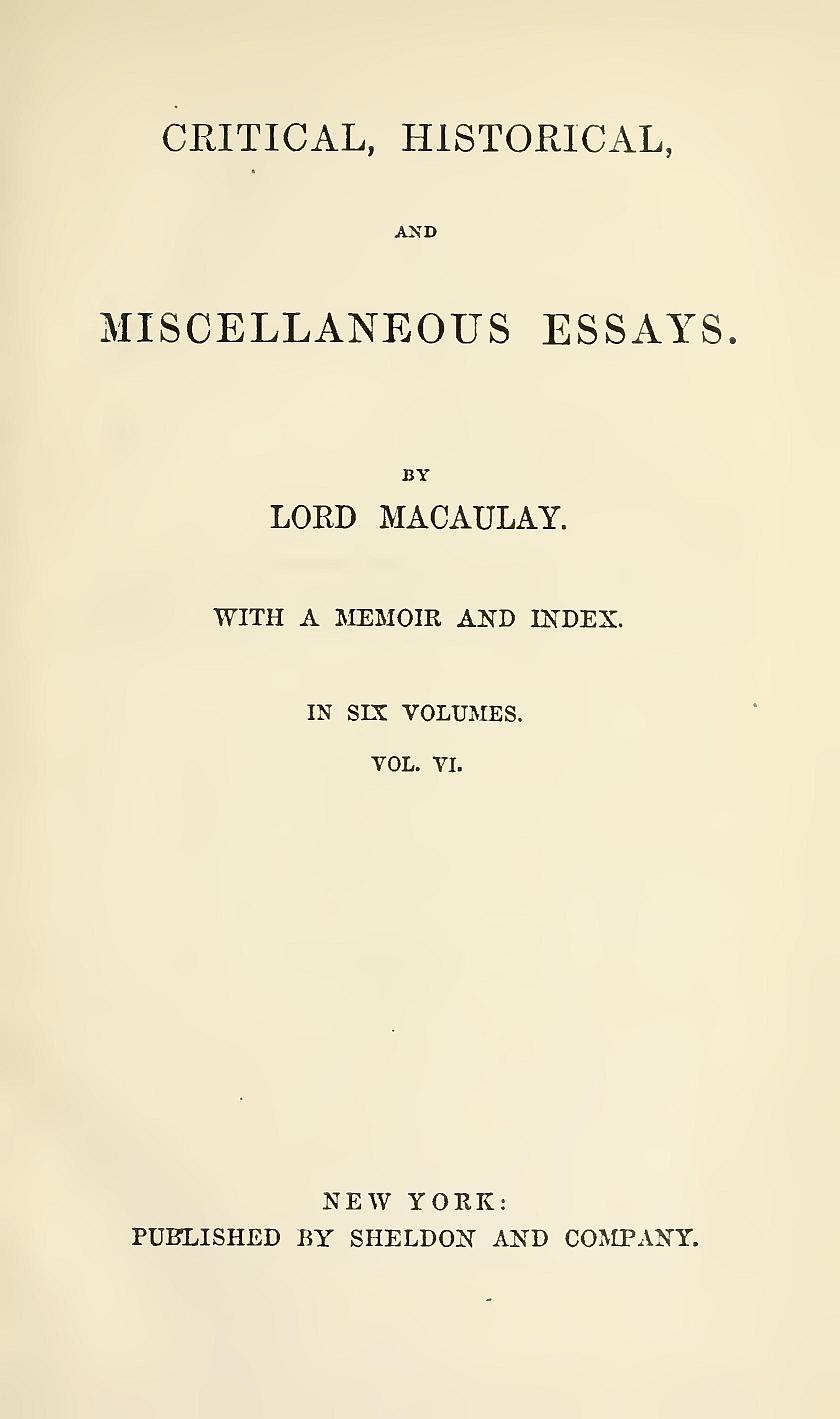 CRITICAL, HISTORICAL,
AND
MISCELLANEOUS ESSAYS.
BY
LORD MACAULAY.
WITH A MEMOIR AND INDEX.
IN SIX VOLUMES.
VOL. VI.
NEW YORK:
PUBLISHED BY SHELDON AND COMPANY.